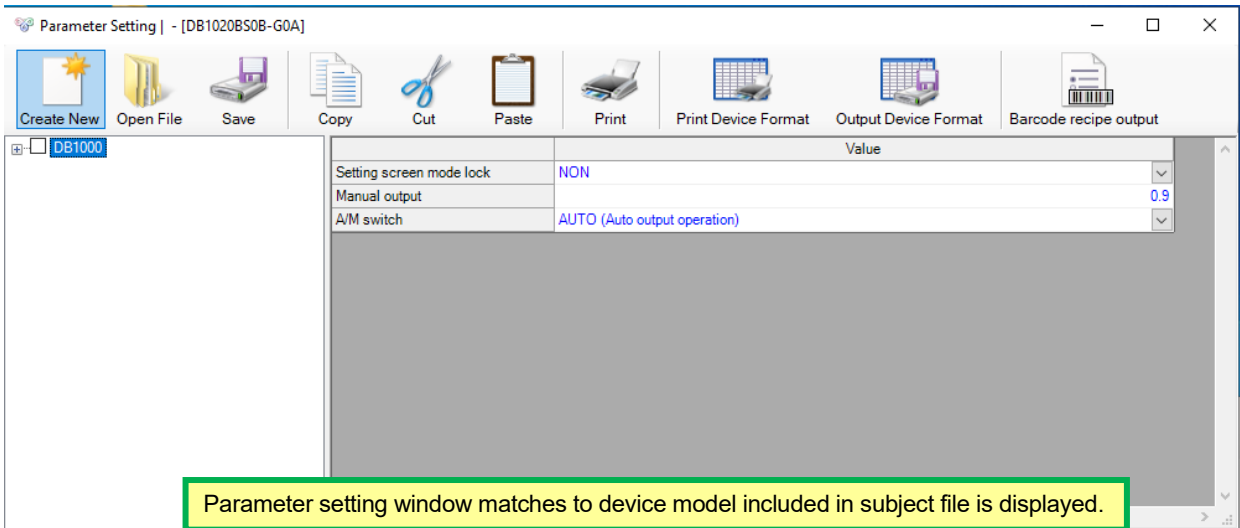 Parameter Setting | - [DB1020BS0B-G0A]
Create New Open File Save Copy Cut Paste Print Print Device Format Output Device Format Barcode recipe output
DB1000
Value
Setting screen mode lock NON
Manual output 0.9
A/M switch AUTO (Auto output operation)
Parameter setting window matches to device model included in subject file is displayed.